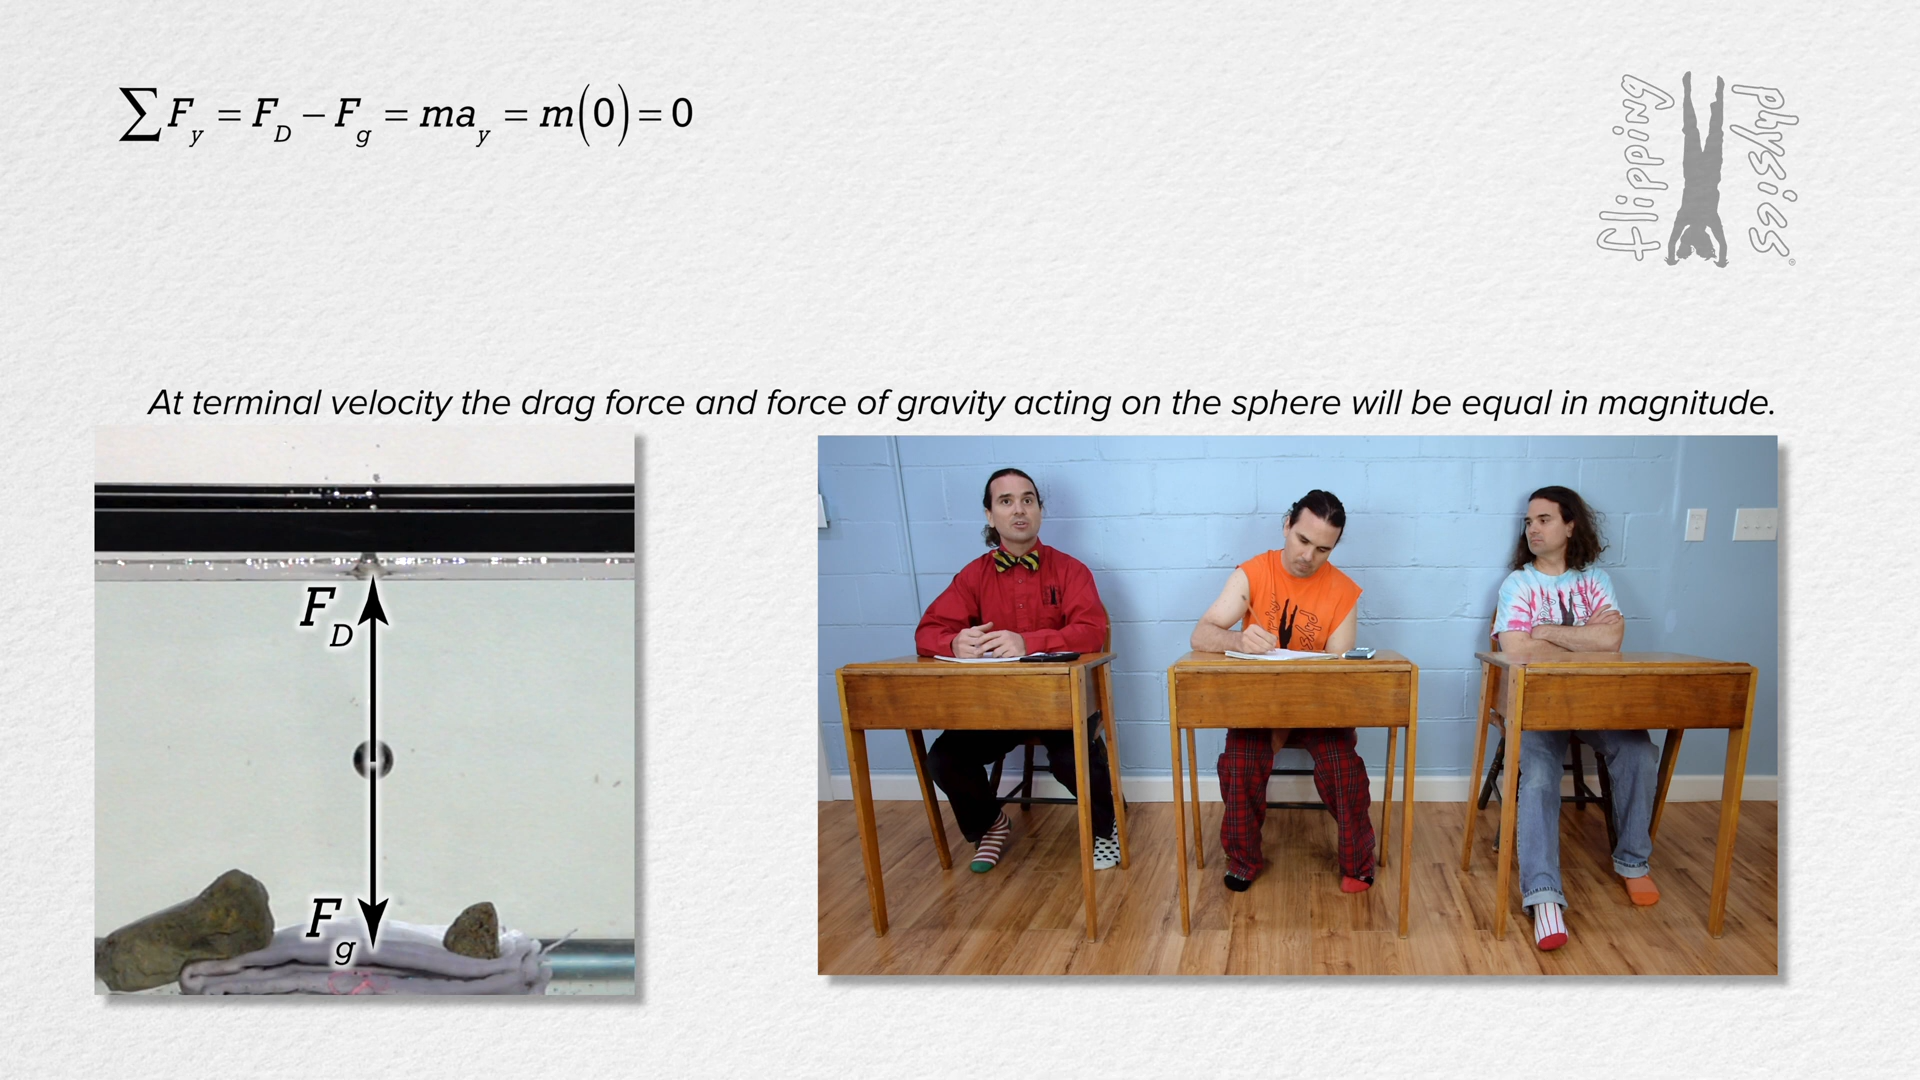 ∑F_y = F_D − F_g = ma_y = m(0) = 0
flipping physics®
At terminal velocity the drag force and force of gravity acting on the sphere will be equal in magnitude.
F_D
F_g